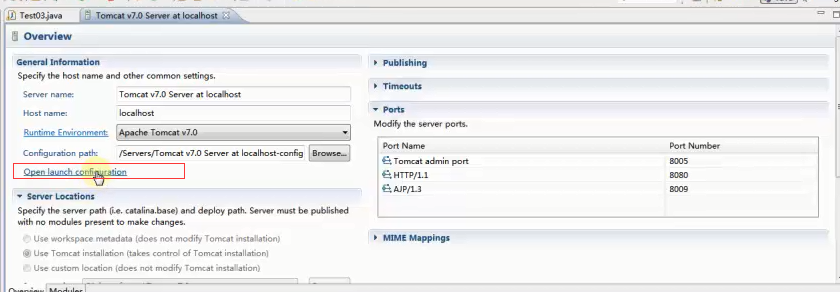 Test03.java
Tomcat v7.0 Server at localhost
Overview
General Information
Specify the host name and other common settings.
Server name:
Tomcat v7.0 Server at localhost
Host name:
localhost
Runtime Environment:
Apache Tomcat v7.0
Configuration path:
/Servers/Tomcat v7.0 Server at localhost-config
Browse...
Open launch configuration
Server Locations
Specify the server path (i.e. catalina.base) and deploy path. Server must be published
with no modules present to make changes.
Use workspace metadata (does not modify Tomcat installation)
Use Tomcat installation (takes control of Tomcat installation)
Use custom location (does not modify Tomcat installation)
Overview
Modules
Publishing
Timeouts
Ports
Modify the server ports.
Port Name
Port Number
Tomcat admin port
8005
HTTP/1.1
8080
AJP/1.3
8009
MIME Mappings